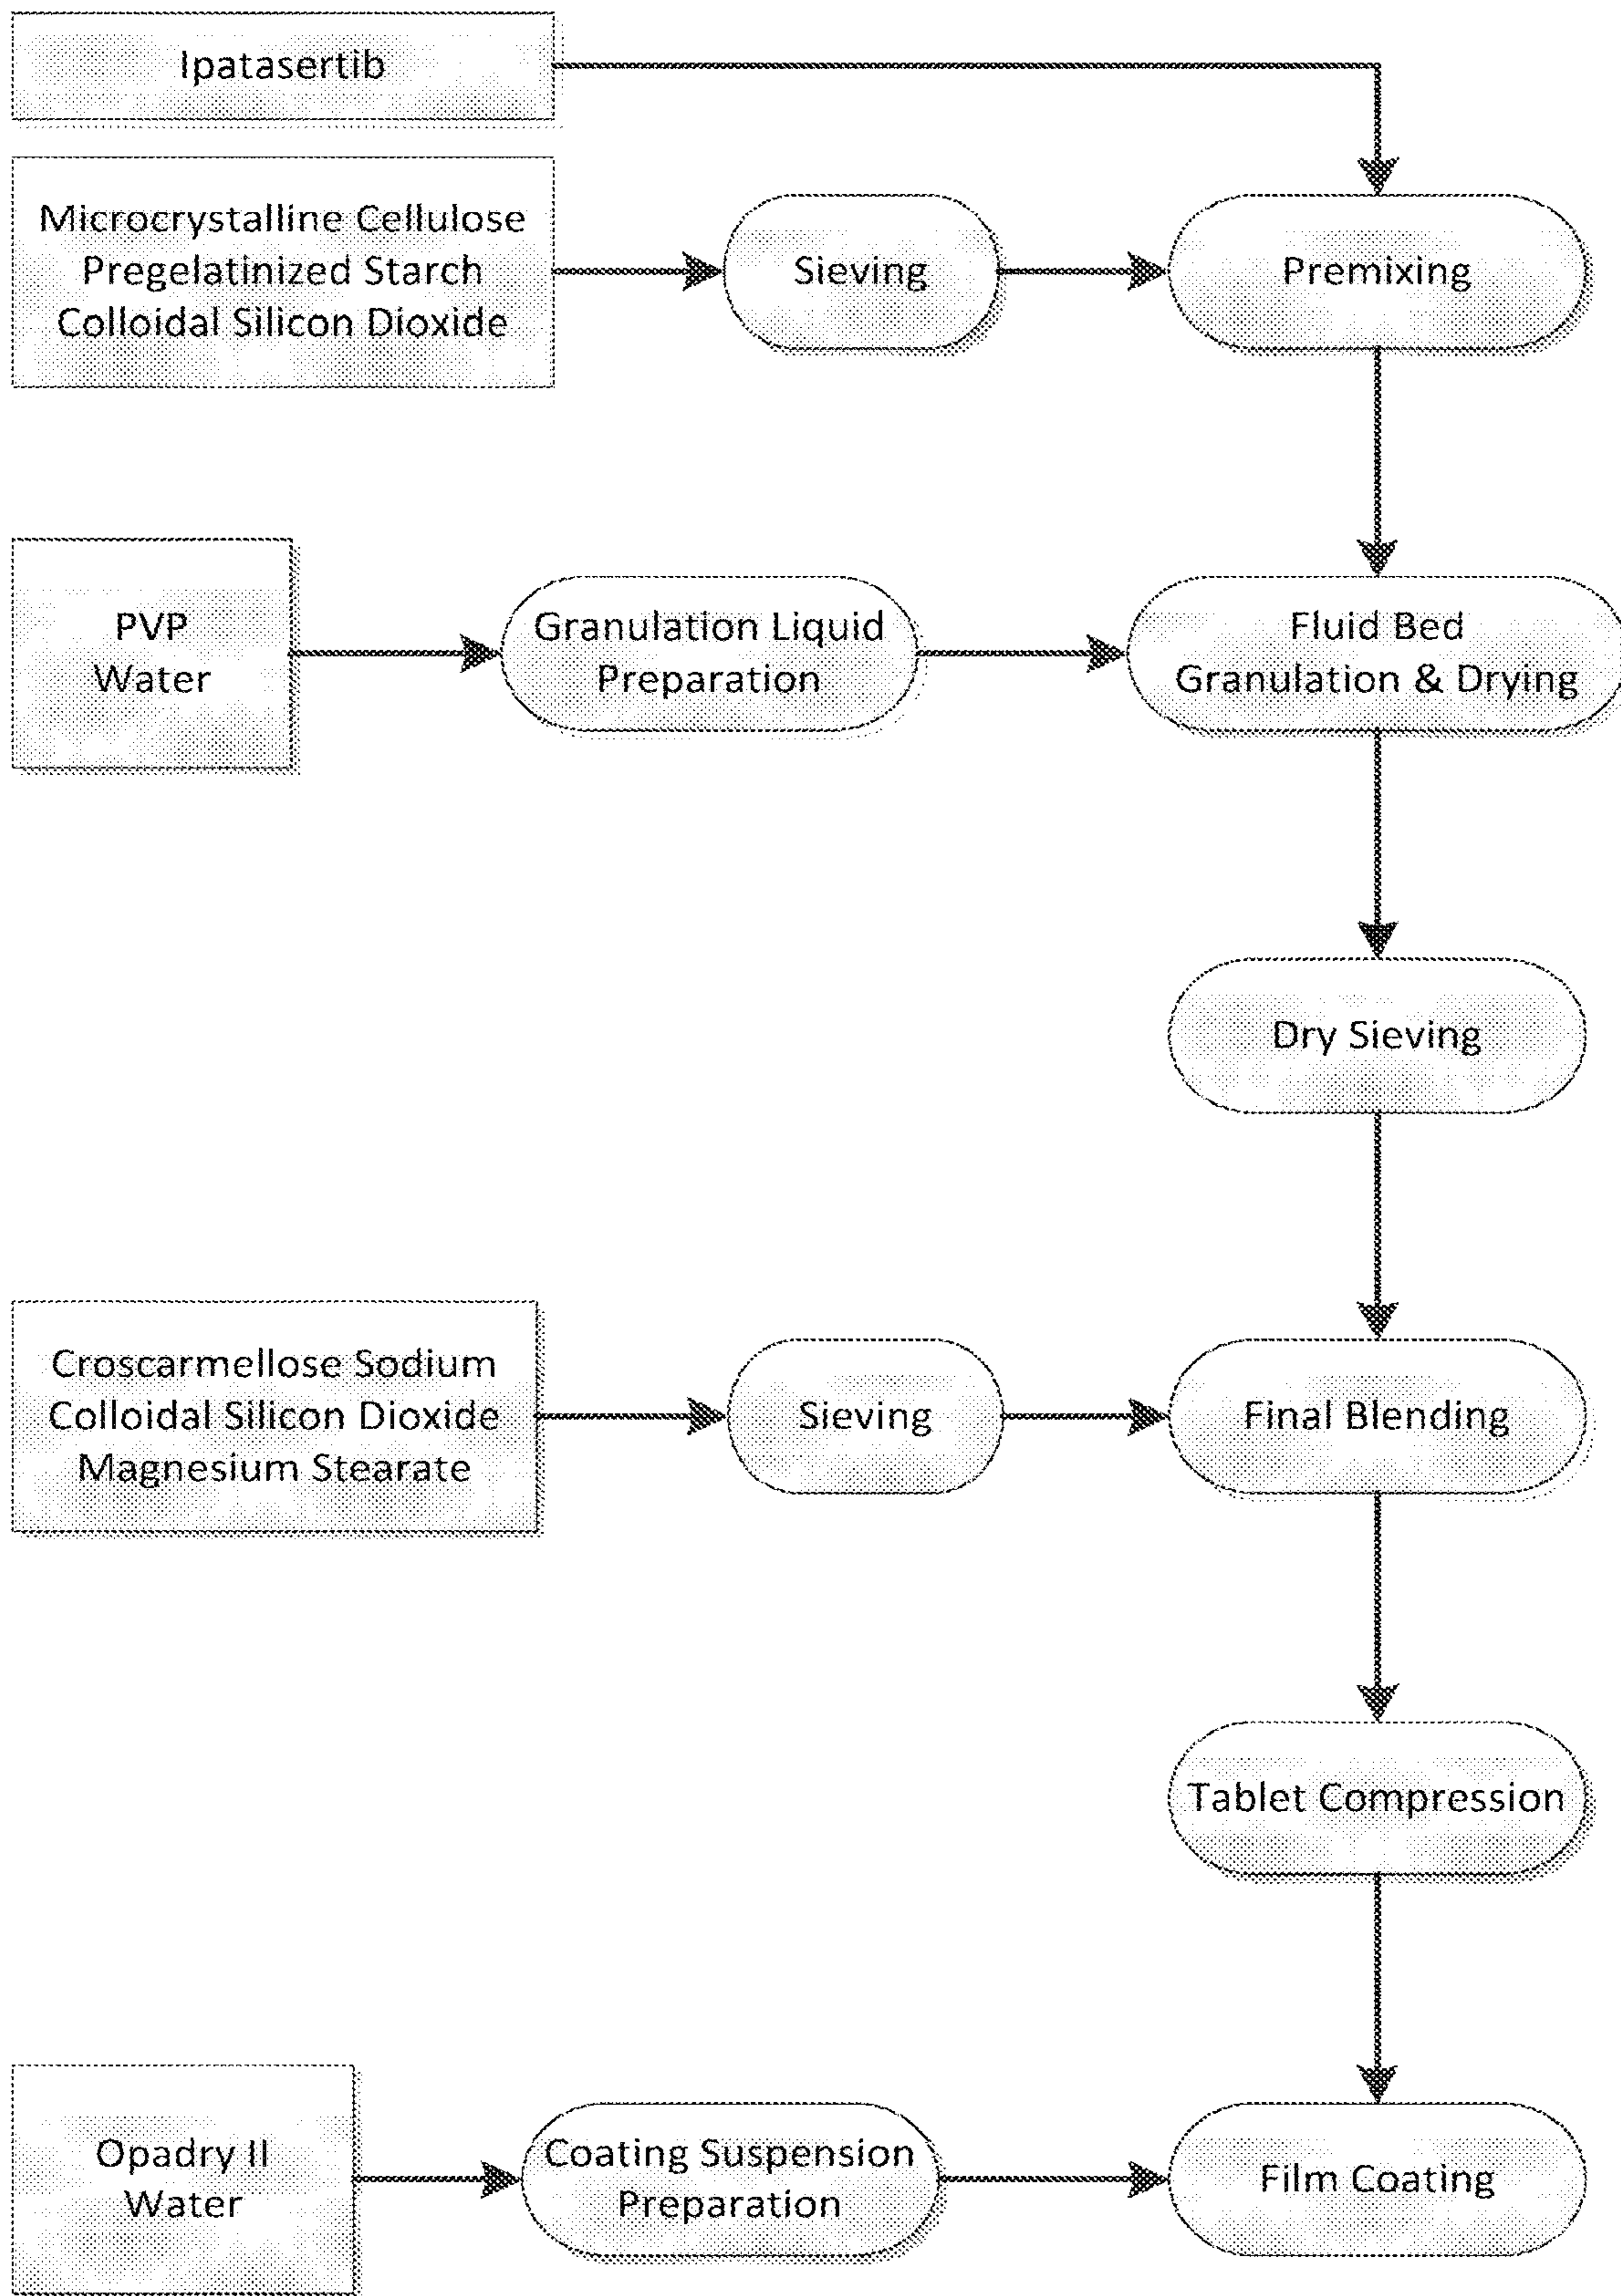 Ipatasertib
Microcrystalline Cellulose
Pregelatinized Starch
Colloidal Silicon Dioxide
Sieving
Premixing
PVP
Water
Granulation Liquid
Preparation
Fluid Bed
Granulation & Drying
Dry Sieving
Croscarmellose Sodium
Colloidal Silicon Dioxide
Magnesium Stearate
Sieving
Final Blending
Tablet Compression
Opadry II
Water
Coating Suspension
Preparation
Film Coating